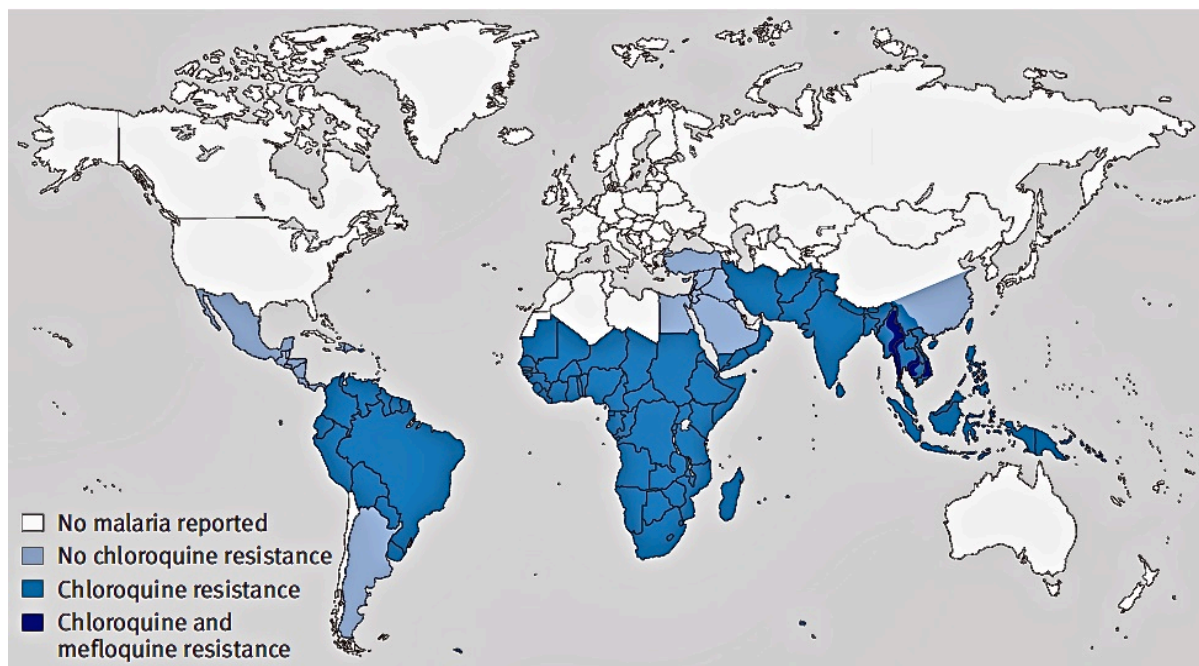 No malaria reported
No chloroquine resistance
Chloroquine resistance
Chloroquine and
mefloquine resistance